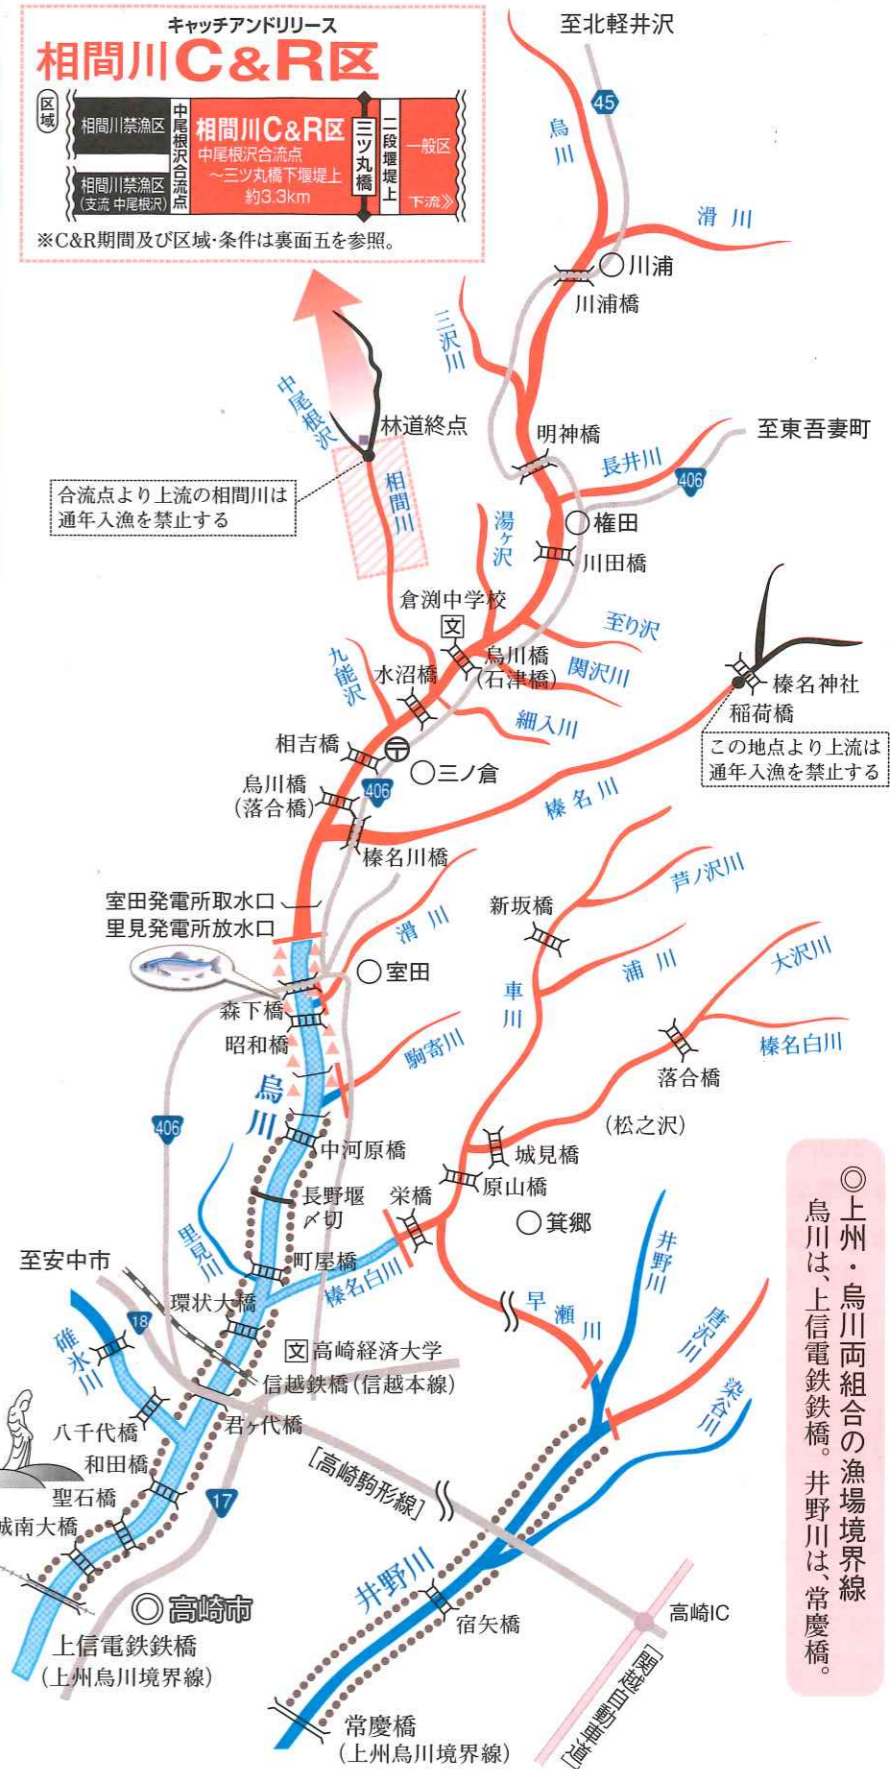 キャッチアンドリリース
相間川C&R区
区域
相間川禁漁区
相間川禁漁区
(支流 中尾根沢)
中尾根沢合流点
相間川C&R区
中尾根沢合流点
～三ツ丸橋下堰堤上
約3.3km
三ツ丸橋
二段堰堤上
一般区
下流》
※C&R期間及び区域・条件は裏面五を参照。
至北軽井沢
45
烏川
滑川
川浦
川浦橋
三沢川
中尾根沢
林道終点
明神橋
至東吾妻町
長井川
406
合流点より上流の相間川は
通年入漁を禁止する
相間川
湯ヶ沢
権田
川田橋
倉渕中学校
文
至り沢
九能沢
水沼橋
烏川橋
(石津橋)
関沢川
榛名神社
稲荷橋
細入川
この地点より上流は
通年入漁を禁止する
相吉橋
三ノ倉
烏川橋
(落合橋)
406
榛名川
榛名川橋
芦ノ沢川
室田発電所取水口
里見発電所放水口
新坂橋
滑川
室田
浦川
大沢川
車川
森下橋
昭和橋
駒寄川
榛名白川
落合橋
烏川
406
(松之沢)
中河原橋
城見橋
原山橋
長野堰
〆切
栄橋
箕郷
里見川
井野川
至安中市
町屋橋
榛名白川
環状大橋
早瀬川
唐沢川
18
碓氷川
文
高崎経済大学
信越鉄橋(信越本線)
染谷川
君ヶ代橋
八千代橋
和田橋
聖石橋
[高崎駒形線]
17
城南大橋
井野川
高崎市
宿矢橋
高崎IC
上信電鉄鉄橋
(上州烏川境界線)
[関越自動車道]
常慶橋
(上州烏川境界線)
◎上州・烏川両組合の漁場境界線
烏川は、上信電鉄鉄橋。井野川は、常慶橋。